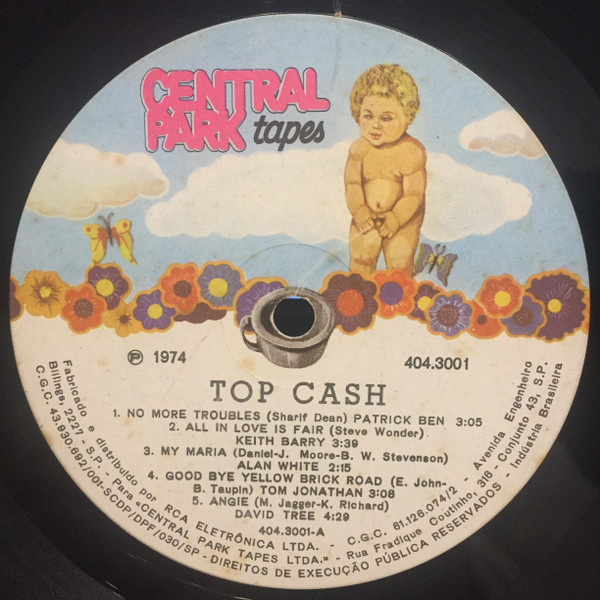 CENTRAL
PARK tapes
℗ 1974
404.3001
TOP CASH
1. NO MORE TROUBLES (Sharif Dean) PATRICK BEN 3:05
2. ALL IN LOVE IS FAIR (Steve Wonder)
KEITH BARRY 3:39
3. MY MARIA (Daniel-J. Moore-B. W. Stevenson)
ALAN WHITE 2:15
4. GOOD BYE YELLOW BRICK ROAD (E. John-
B. Taupin) TOM JONATHAN 3:08
5. ANGIE (M. Jagger-K. Richard)
DAVID TREE 4:29
404.3001-A
Fabricado e distribuido por RCA ELETRÔNICA LTDA. - C.G.C. 61.126.074/2 - Avenida Engenheiro
Billings, 2227 - S.P. - Para «CENTRAL PARK TAPES LTDA.» - Rua Fradique Coutinho, 316 - Conjunto 43, S.P.
C.G.C. 43.930.692/001-SCDP/DPF/030/SP - DIREITOS DE EXECUÇÃO PÚBLICA RESERVADOS - Indústria Brasileira